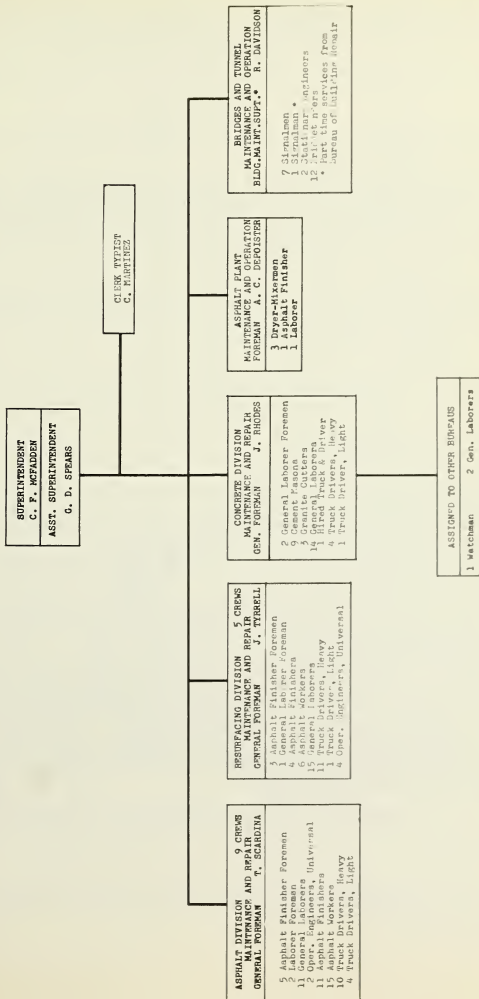 SUPERINTENDENT
C. F. MCFADDEN
ASST. SUPERINTENDENT
G. D. SPEARS
CLERK TYPIST
C. MARTINEZ
ASPHALT DIVISION 9 CREWS
MAINTENANCE AND REPAIR
GENERAL FOREMAN T. SCARDINA
5 Asphalt Finisher Foremen
2 Laborer Foreman
11 General Laborers
2 Oper. Engineers, Universal
11 Asphalt Finishers
15 Asphalt Workers
10 Truck Drivers, Heavy
4 Truck Drivers, Light
RESURFACING DIVISION 5 CREWS
MAINTENANCE AND REPAIR
GENERAL FOREMAN J. TYRRELL
3 Asphalt Finisher Foremen
1 General Laborer Foreman
4 Asphalt Finishers
6 Asphalt Workers
15 General Laborers
11 Truck Drivers, Heavy
1 Truck Driver, Light
4 Oper. Engineers, Universal
CONCRETE DIVISION
MAINTENANCE AND REPAIR
GEN. FOREMAN J. RHODES
2 General Laborer Foremen
9 Cement Masons
3 Granite Cutters
14 General Laborers
1 Hired Truck & Driver
4 Truck Drivers, Heavy
1 Truck Driver, Light
ASPHALT PLANT
MAINTENANCE AND OPERATION
FOREMAN A. C. DEPOISTER
3 Dryer-Mixermen
1 Asphalt Finisher
1 Laborer
BRIDGES AND TUNNEL
MAINTENANCE AND OPERATION
BLDG.MAINT.SUPT.* R. DAVIDSON
7 Signalmen
1 Signalman *
2 Stationary Engineers
12
* Part time services from
Bureau of Building Repair
ASSIGNED TO OTHER BUREAUS
1 Watchman 2 Gen. Laborers